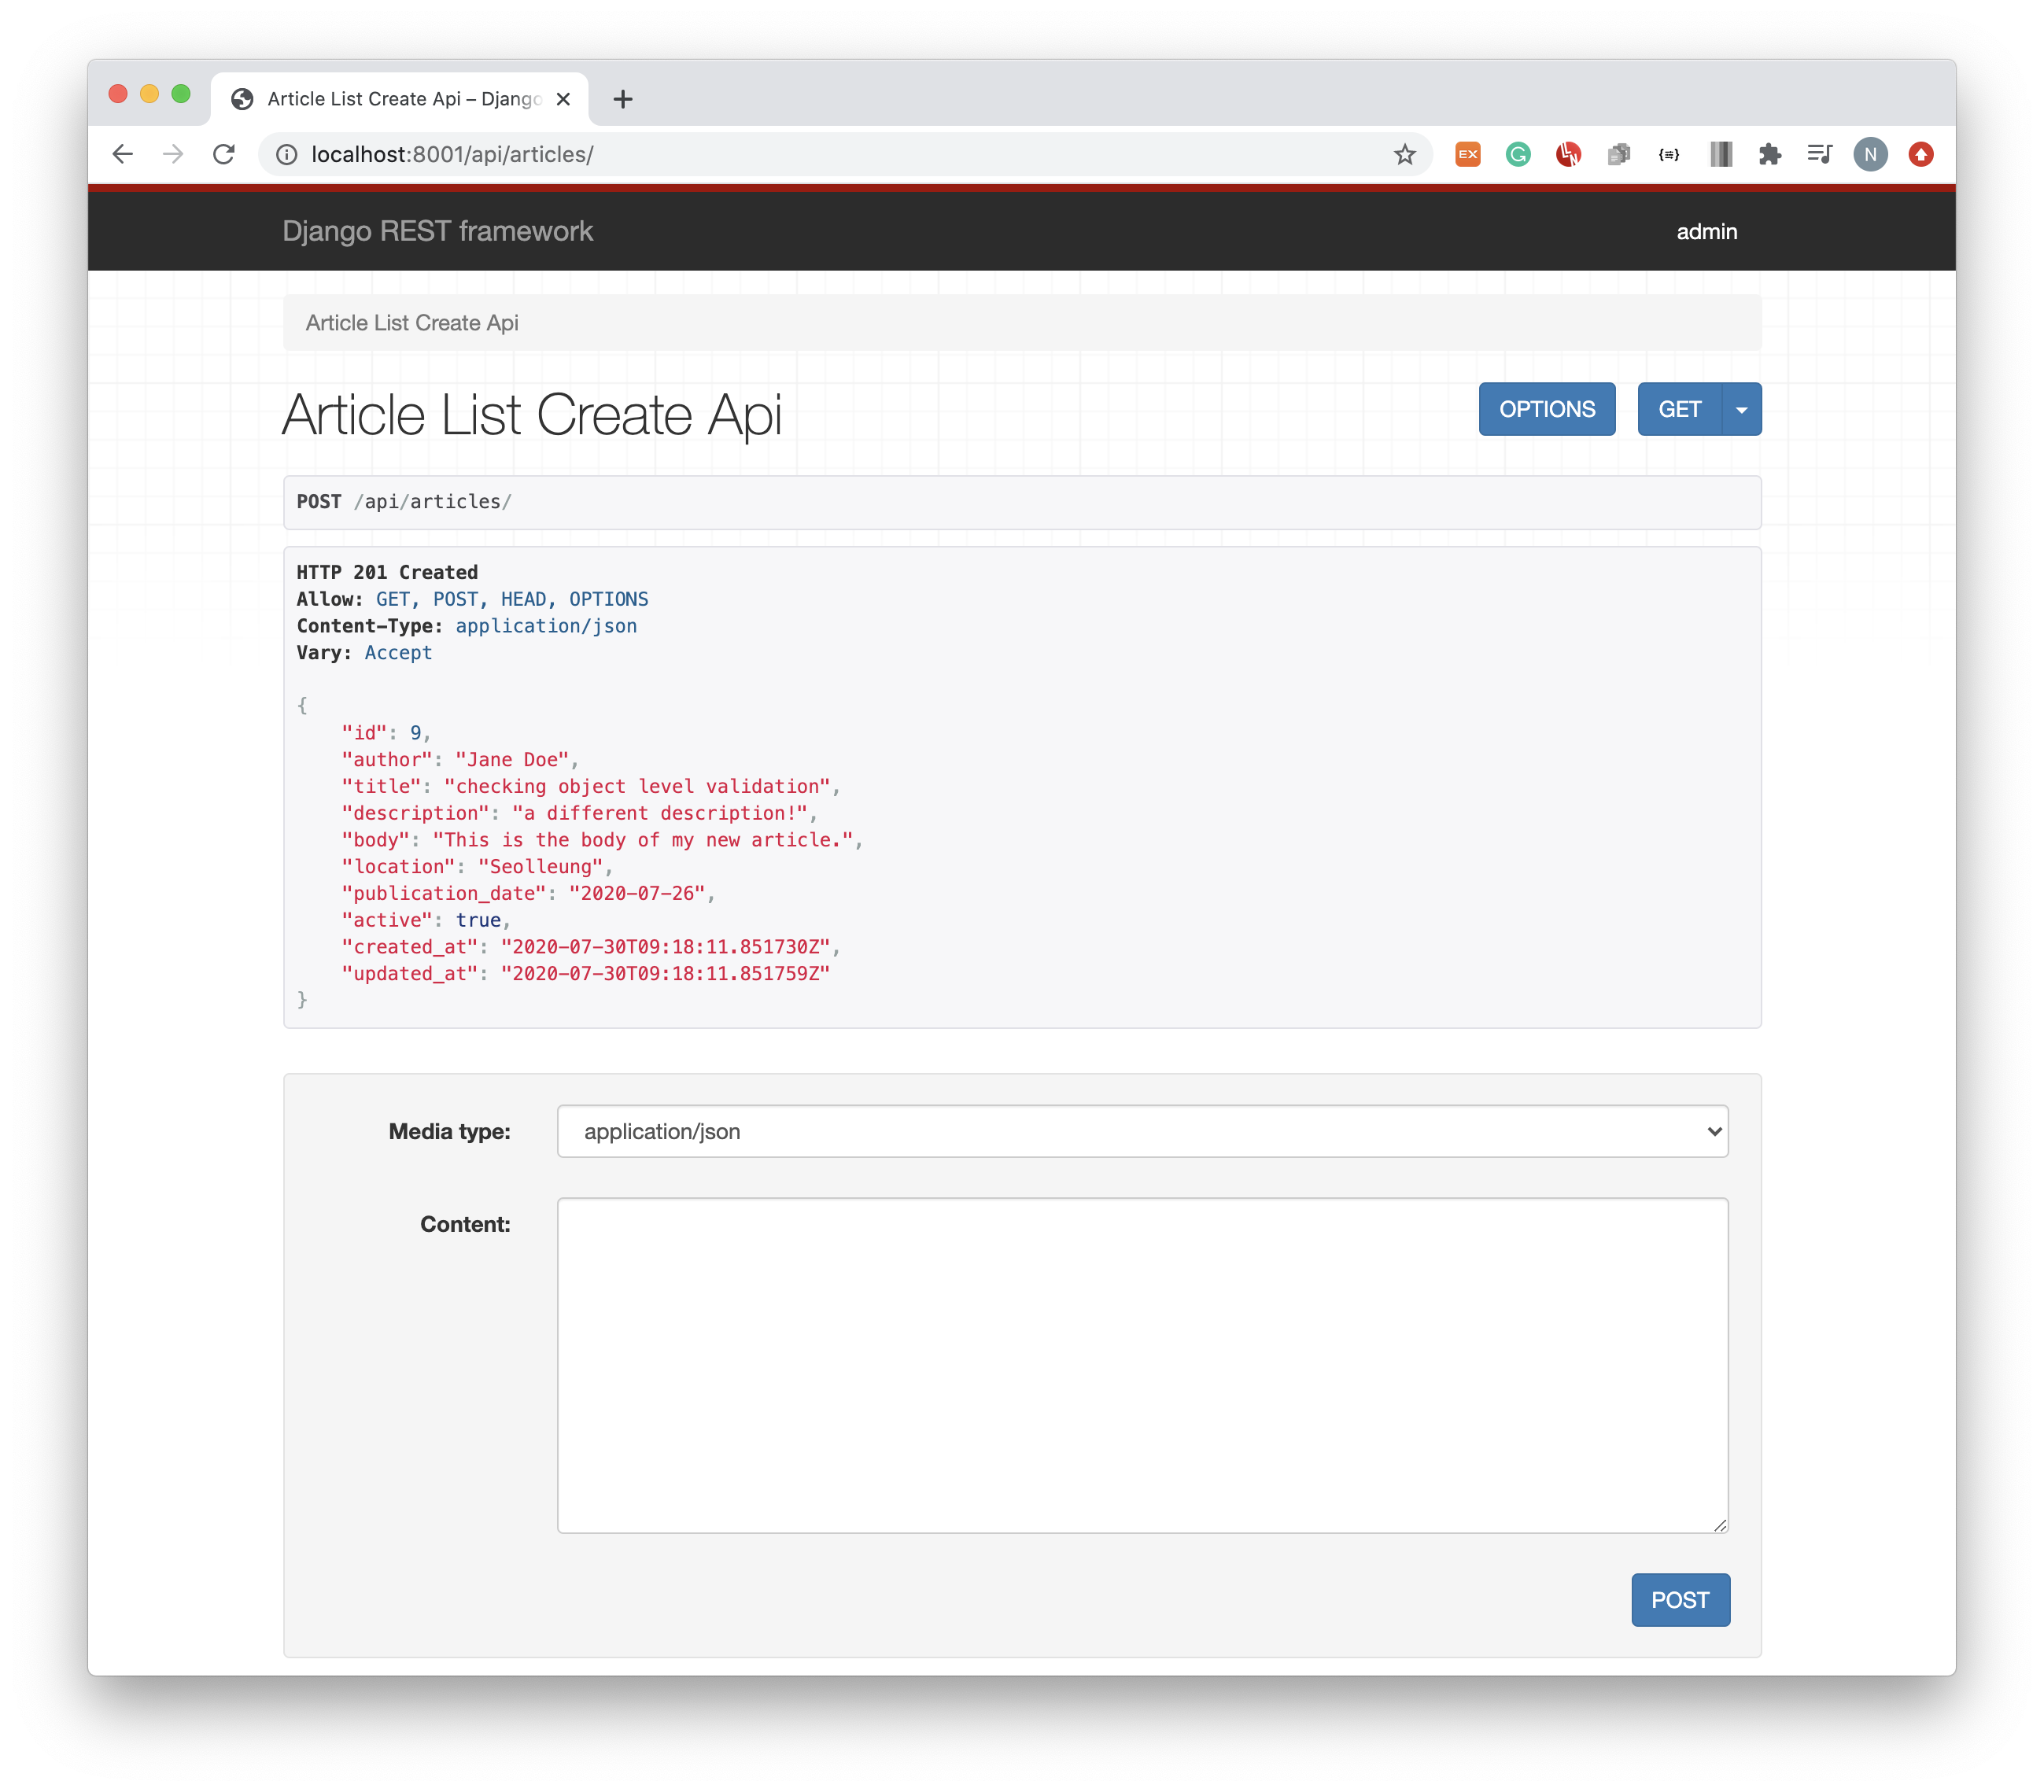 Article List Create Api – Django
localhost:8001/api/articles/
EX
G
LN
{≡}
N
Django REST framework
admin
Article List Create Api
Article List Create Api
OPTIONS
GET
POST /api/articles/
HTTP 201 Created
Allow: GET, POST, HEAD, OPTIONS
Content-Type: application/json
Vary: Accept
{
    "id": 9,
    "author": "Jane Doe",
    "title": "checking object level validation",
    "description": "a different description!",
    "body": "This is the body of my new article.",
    "location": "Seolleung",
    "publication_date": "2020-07-26",
    "active": true,
    "created_at": "2020-07-30T09:18:11.851730Z",
    "updated_at": "2020-07-30T09:18:11.851759Z"
}
Media type:
application/json
Content:
POST